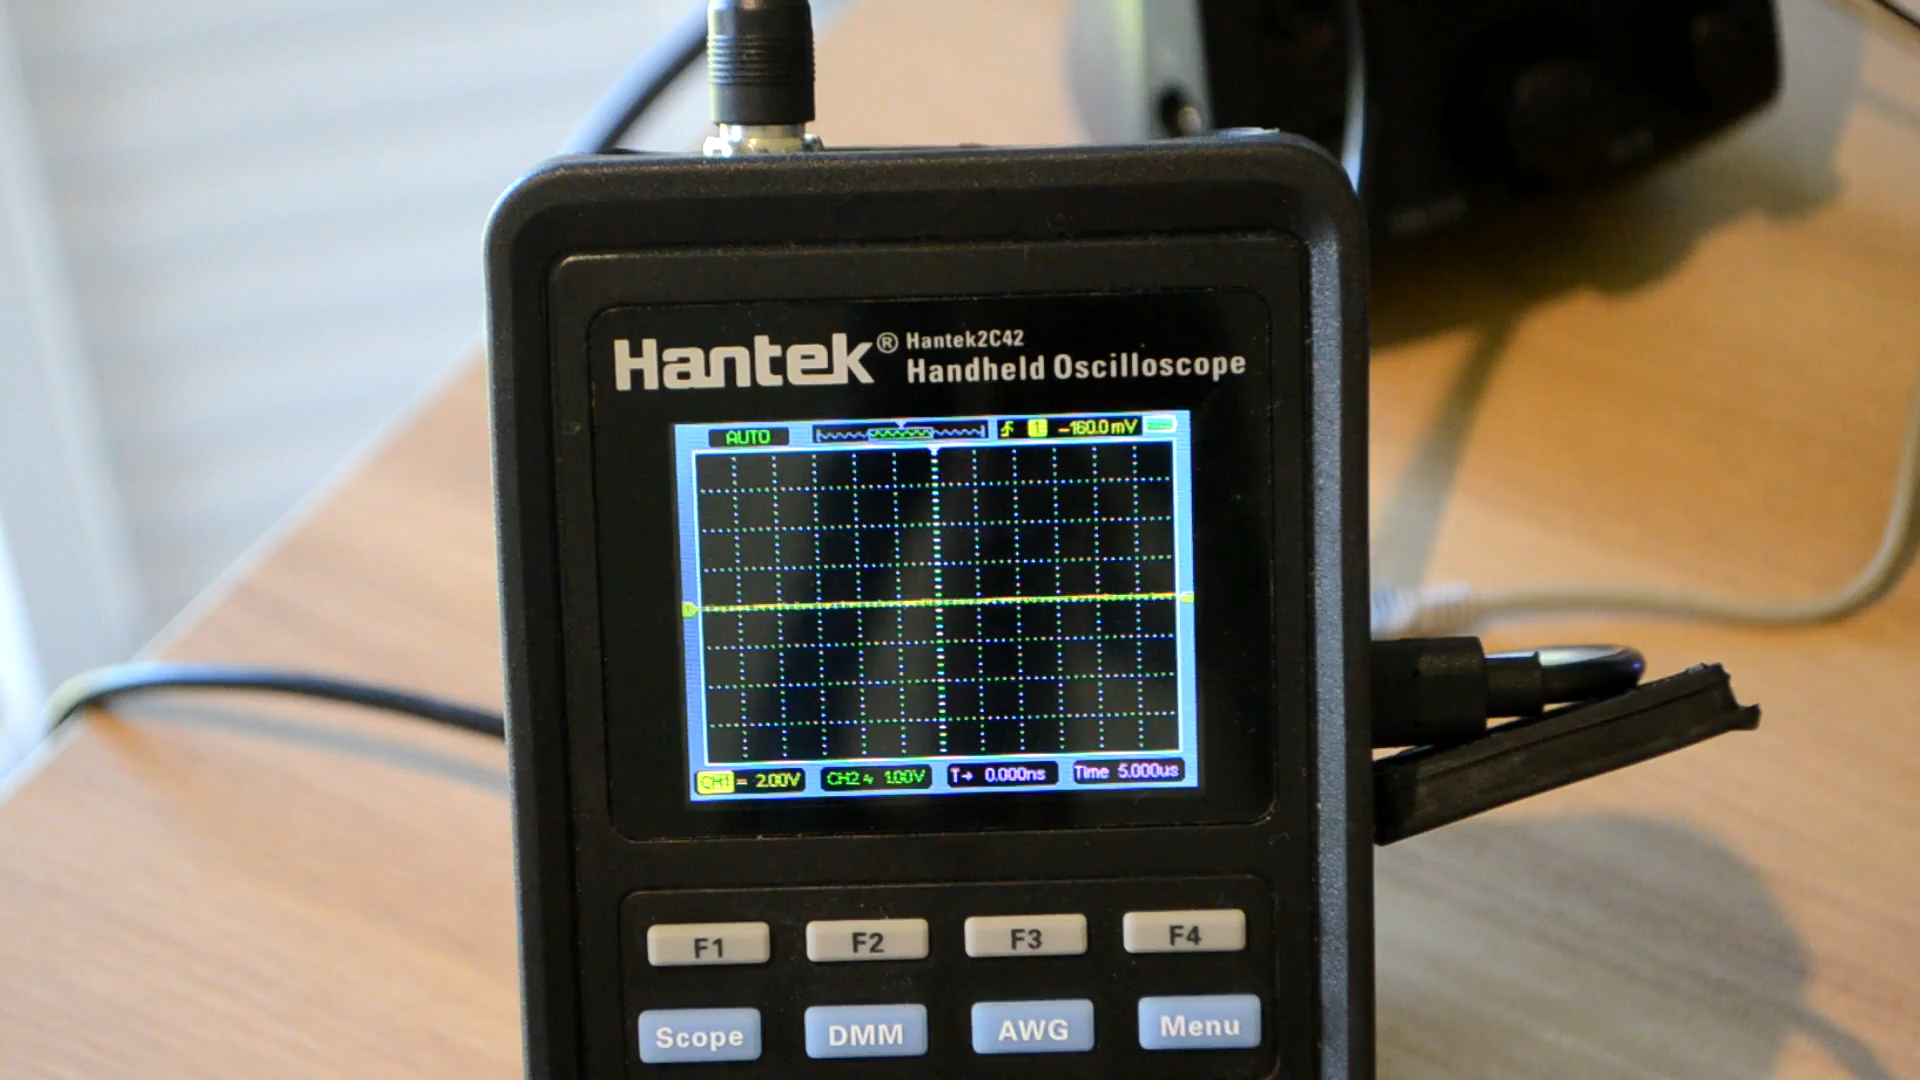 Hantek®
Hantek2C42
Handheld Oscilloscope
AUTO 1 -160.0mV
CH1= 2.00V CH2 1.00V T→ 0.000ns Time 5.000us
F1 F2 F3 F4
Scope DMM AWG Menu